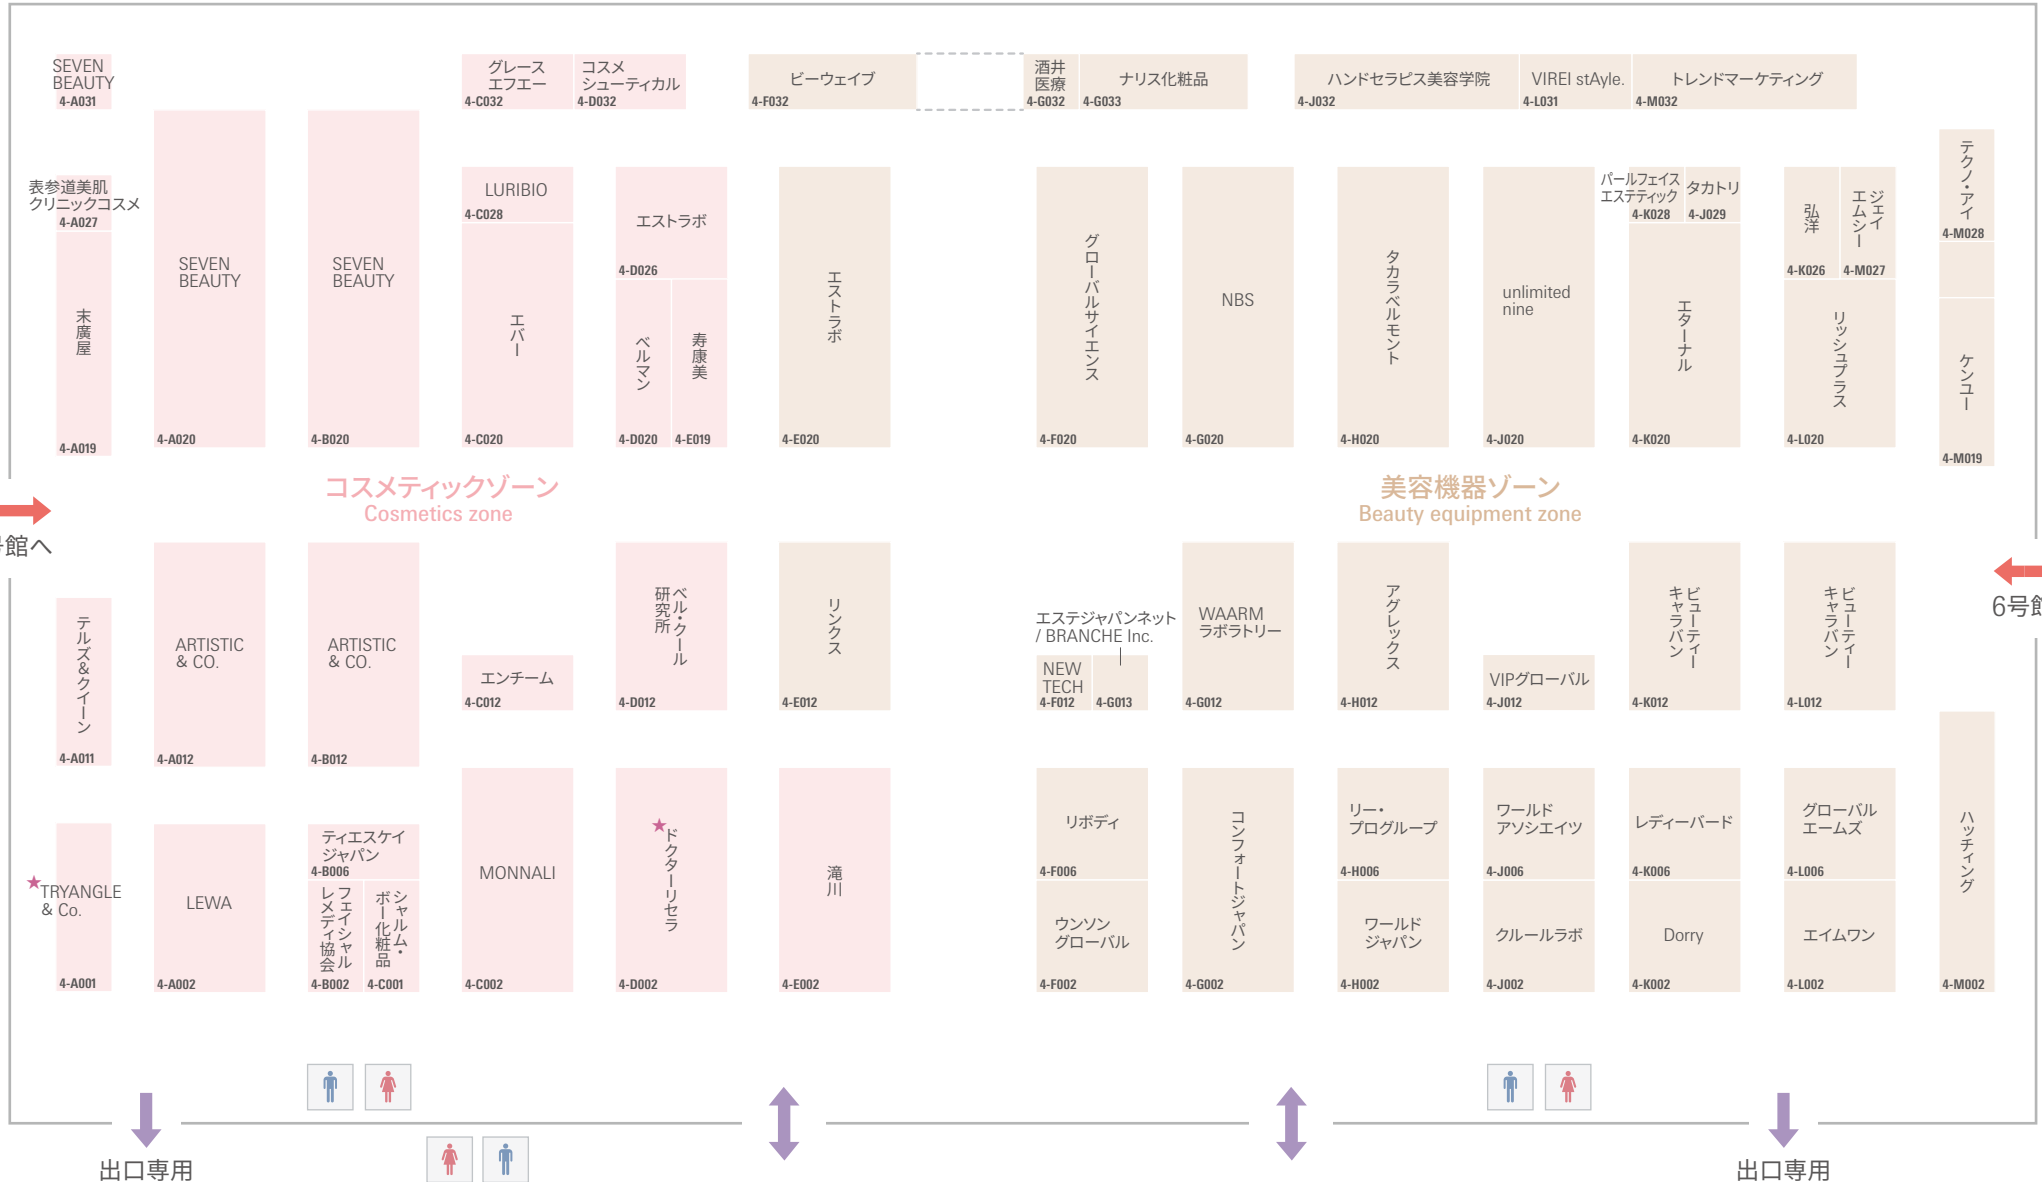 SEVEN
BEAUTY
4-A031
グレース
エフエー
4-C032
コスメ
シューティカル
4-D032
ビーウェイブ
4-F032
酒井
医療
4-G032
ナリス化粧品
4-G033
ハンドセラピス美容学院
4-J032
VIREI stAyle.
4-L031
トレンドマーケティング
4-M032
表参道美肌
クリニックコスメ
4-A027
末廣屋
4-A019
SEVEN
BEAUTY
4-A020
SEVEN
BEAUTY
4-B020
LURIBIO
4-C028
エバー
4-C020
エストラボ
4-D026
ベルマン
4-D020
寿康美
4-E019
エストラボ
4-E020
グローバルサイエンス
4-F020
NBS
4-G020
タカラベルモント
4-H020
unlimited
nine
4-J020
パールフェイス
エステティック
4-K028
タカトリ
4-J029
エターナル
4-K020
弘洋
4-K026
ジェイ
エムシー
4-M027
リッシュプラス
4-L020
テクノ・アイ
4-M028
ケンユー
4-M019
コスメティックゾーン
Cosmetics zone
美容機器ゾーン
Beauty equipment zone
号館へ
6号館
テルズ&クイーン
4-A011
ARTISTIC
& CO.
4-A012
ARTISTIC
& CO.
4-B012
エンチーム
4-C012
ベル・クール
研究所
4-D012
リンクス
4-E012
エステジャパンネット
/ BRANCHE Inc.
NEW
TECH
4-F012
4-G013
WAARM
ラボラトリー
4-G012
アグレックス
4-H012
VIPグローバル
4-J012
ビューティー
キャラバン
4-K012
ビューティー
キャラバン
4-L012
★TRYANGLE
& Co.
4-A001
LEWA
4-A002
ティエスケイ
ジャパン
4-B006
フェイシャル
レメディ協会
4-B002
シャルム・
ボー化粧品
4-C001
MONNALI
4-C002
★ドクターリセラ
4-D002
滝川
4-E002
リボディ
4-F006
ウンソン
グローバル
4-F002
コンフォートジャパン
4-G002
リー・
プログループ
4-H006
ワールド
ジャパン
4-H002
ワールド
アソシエイツ
4-J006
クルールラボ
4-J002
レディーバード
4-K006
Dorry
4-K002
グローバル
エームズ
4-L006
エイムワン
4-L002
ハッチィング
4-M002
出口専用
出口専用